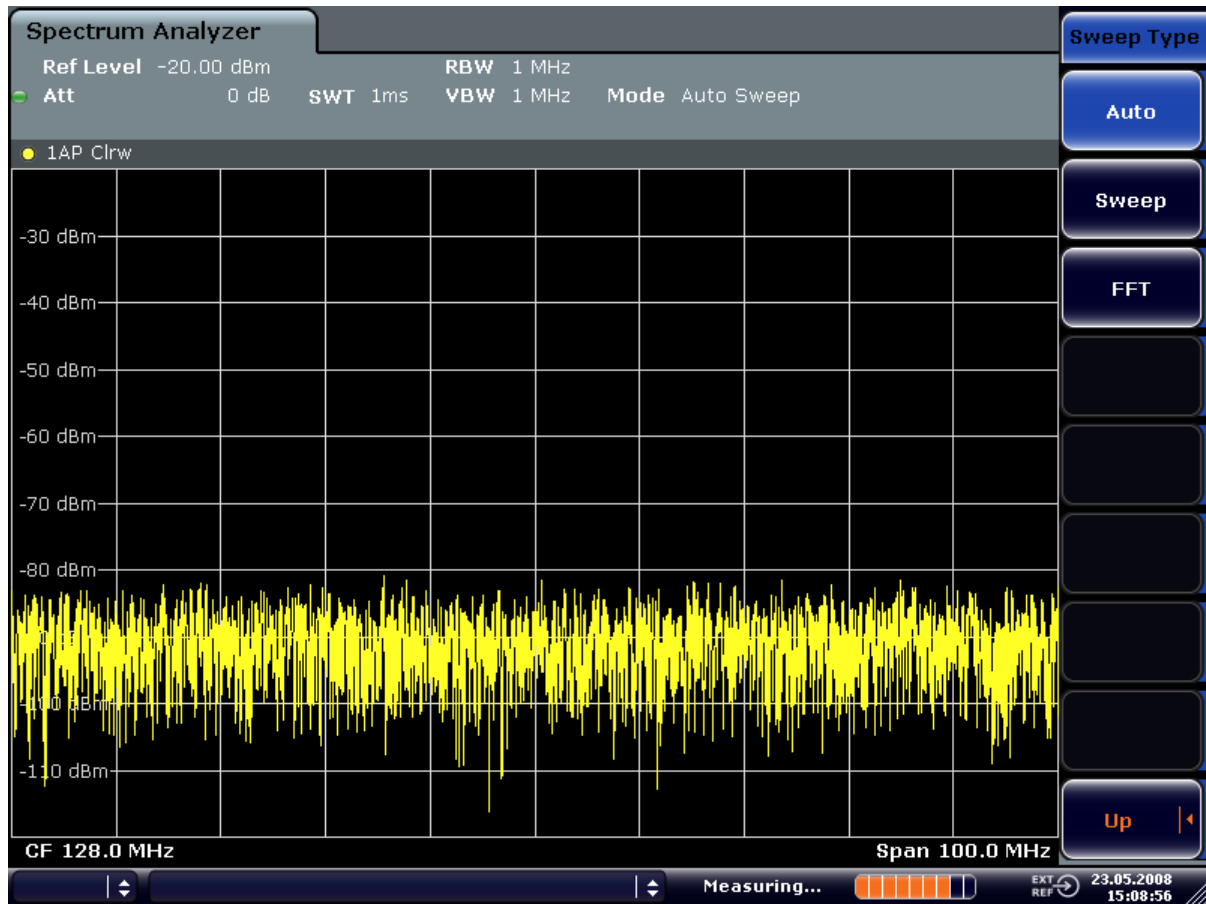 Spectrum Analyzer
Ref Level -20.00 dBm RBW 1 MHz
Att 0 dB SWT 1ms VBW 1 MHz Mode Auto Sweep
1AP Clrw
-30 dBm
-40 dBm
-50 dBm
-60 dBm
-70 dBm
-80 dBm
-100 dBm
-110 dBm
CF 128.0 MHz Span 100.0 MHz
Measuring...
EXT REF
23.05.2008
15:08:56
Sweep Type
Auto
Sweep
FFT
Up